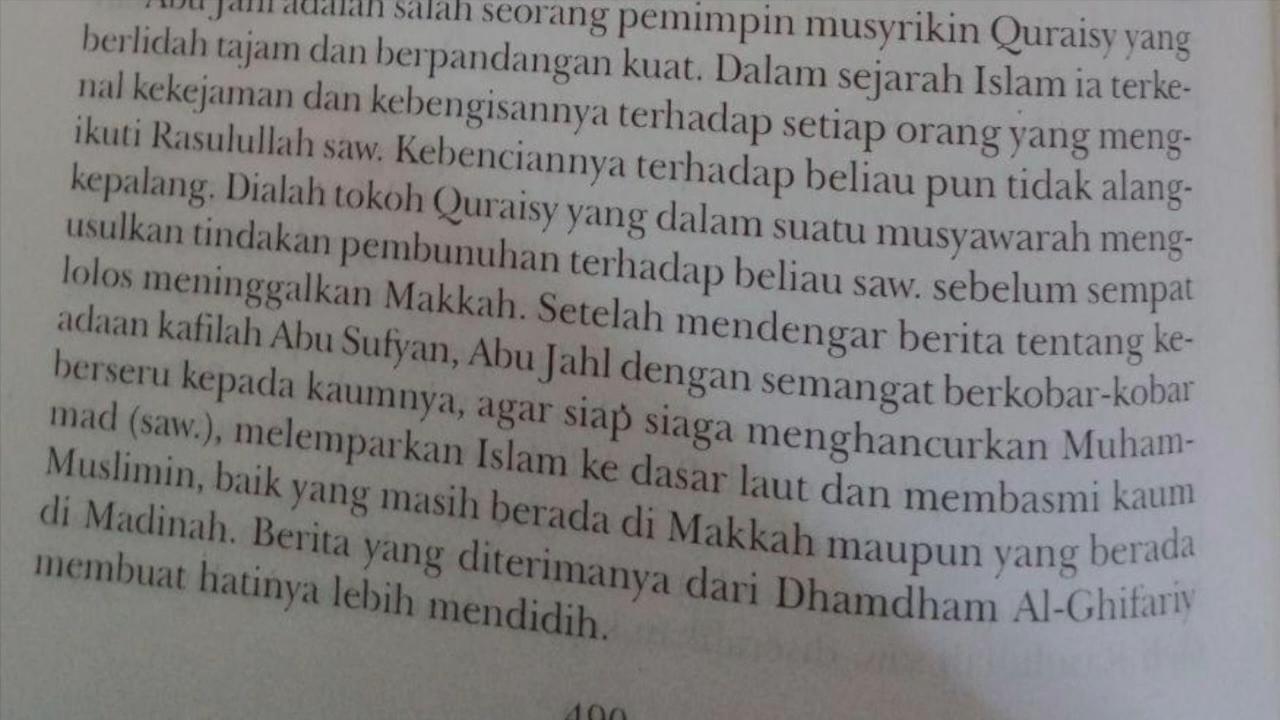 Abu Jahl adalah salah seorang pemimpin musyrikin Quraisy yang
berlidah tajam dan berpandangan kuat. Dalam sejarah Islam ia terke-
nal kekejaman dan kebengisannya terhadap setiap orang yang meng-
ikuti Rasulullah saw. Kebenciannya terhadap beliau pun tidak alang-
kepalang. Dialah tokoh Quraisy yang dalam suatu musyawarah meng-
usulkan tindakan pembunuhan terhadap beliau saw. sebelum sempat
lolos meninggalkan Makkah. Setelah mendengar berita tentang ke-
adaan kafilah Abu Sufyan, Abu Jahl dengan semangat berkobar-kobar
berseru kepada kaumnya, agar siap siaga menghancurkan Muham-
mad (saw.), melemparkan Islam ke dasar laut dan membasmi kaum
Muslimin, baik yang masih berada di Makkah maupun yang berada
di Madinah. Berita yang diterimanya dari Dhamdham Al-Ghifariy
membuat hatinya lebih mendidih.